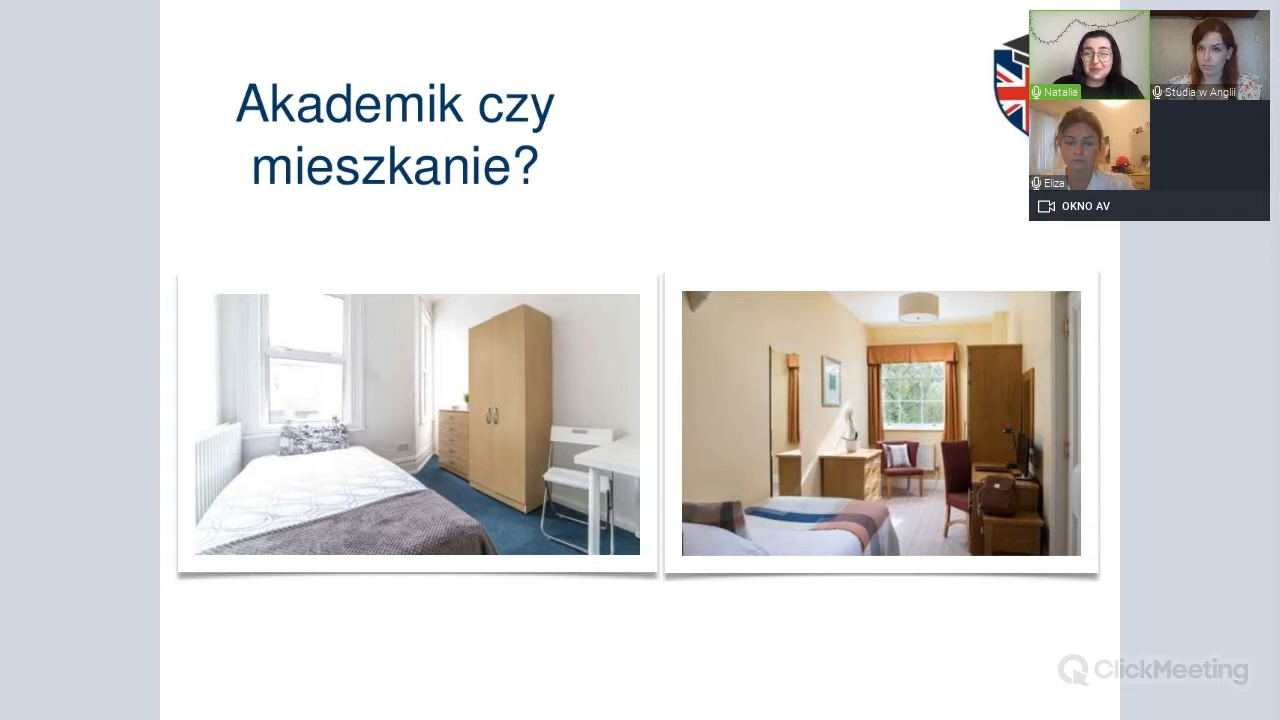 Akademik czy
mieszkanie?
Natalia
Studia w Anglii
Eliza
OKNO AV
ClickMeeting